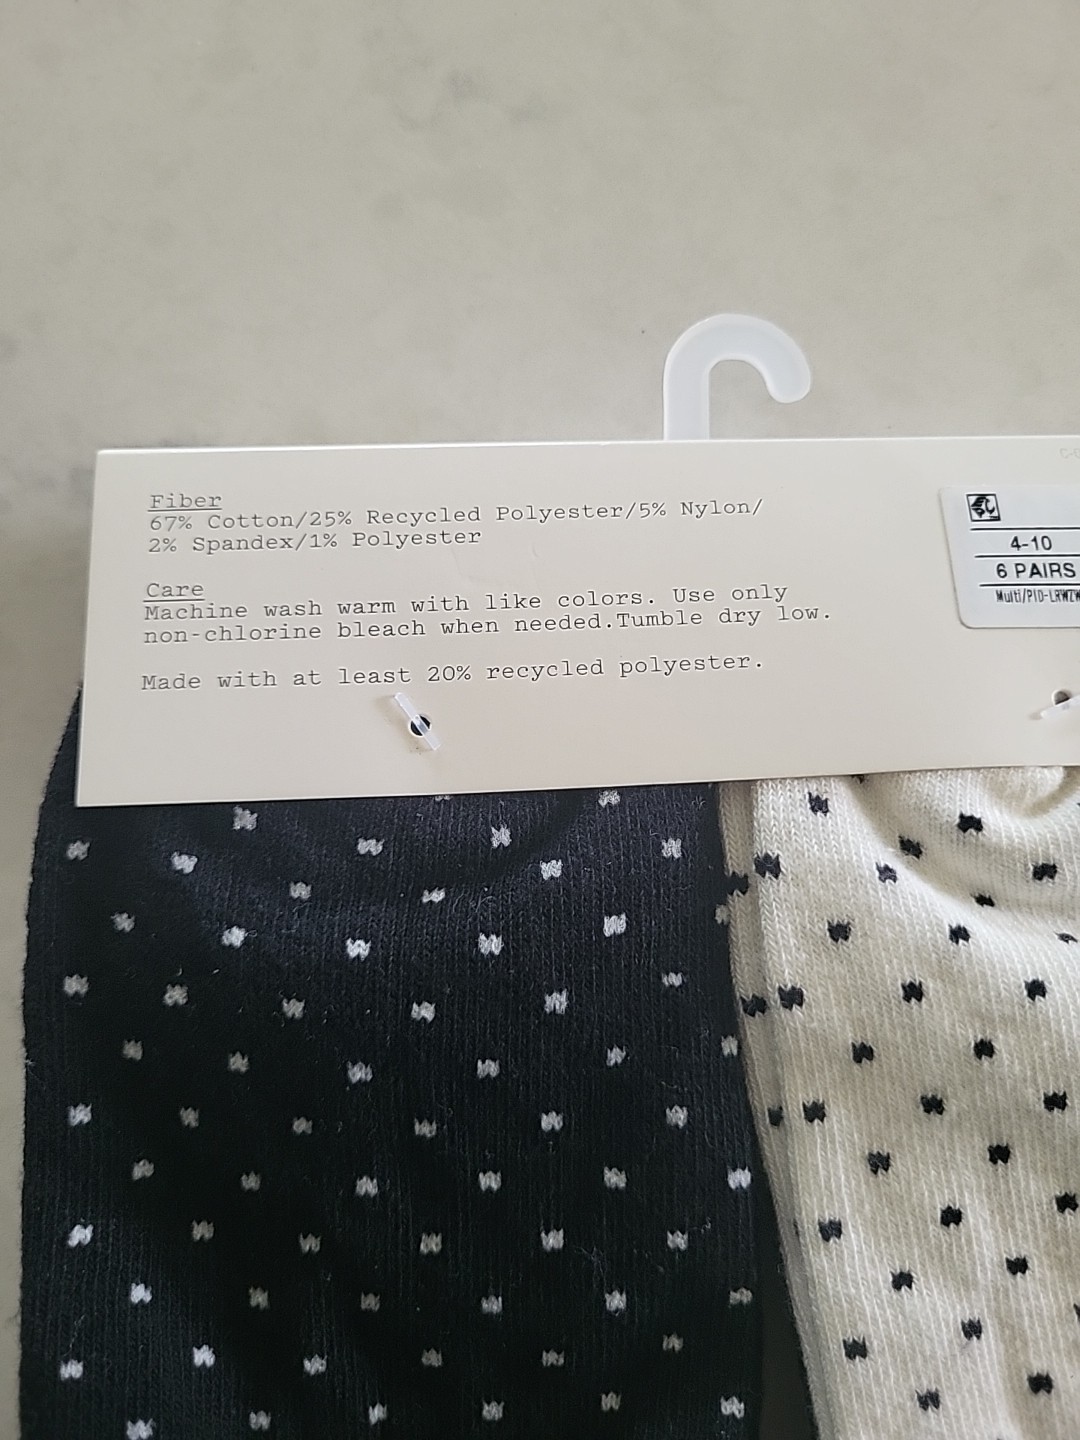 Fiber
67% Cotton/25% Recycled Polyester/5% Nylon/
2% Spandex/1% Polyester
Care
Machine wash warm with like colors. Use only
non-chlorine bleach when needed.Tumble dry low.
Made with at least 20% recycled polyester.
4-10
6 PAIRS